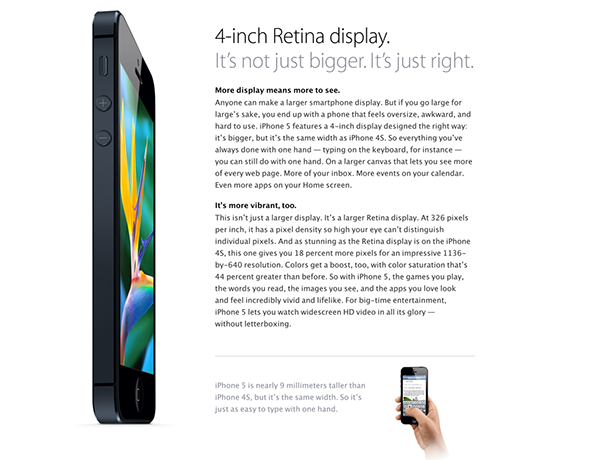 4-inch Retina display.
It's not just bigger. It's just right.
More display means more to see.
Anyone can make a larger smartphone display. But if you go large for
large's sake, you end up with a phone that feels oversize, awkward, and
hard to use. iPhone 5 features a 4-inch display designed the right way:
it's bigger, but it's the same width as iPhone 4S. So everything you've
always done with one hand — typing on the keyboard, for instance —
you can still do with one hand. On a larger canvas that lets you see more
of every web page. More of your inbox. More events on your calendar.
Even more apps on your Home screen.
It's more vibrant, too.
This isn't just a larger display. It's a larger Retina display. At 326 pixels
per inch, it has a pixel density so high your eye can't distinguish
individual pixels. And as stunning as the Retina display is on the iPhone
4S, this one gives you 18 percent more pixels for an impressive 1136-
by-640 resolution. Colors get a boost, too, with color saturation that's
44 percent greater than before. So with iPhone 5, the games you play,
the words you read, the images you see, and the apps you love look
and feel incredibly vivid and lifelike. For big-time entertainment,
iPhone 5 lets you watch widescreen HD video in all its glory —
without letterboxing.
iPhone 5 is nearly 9 millimeters taller than
iPhone 4S, but it's the same width. So it's
just as easy to type with one hand.